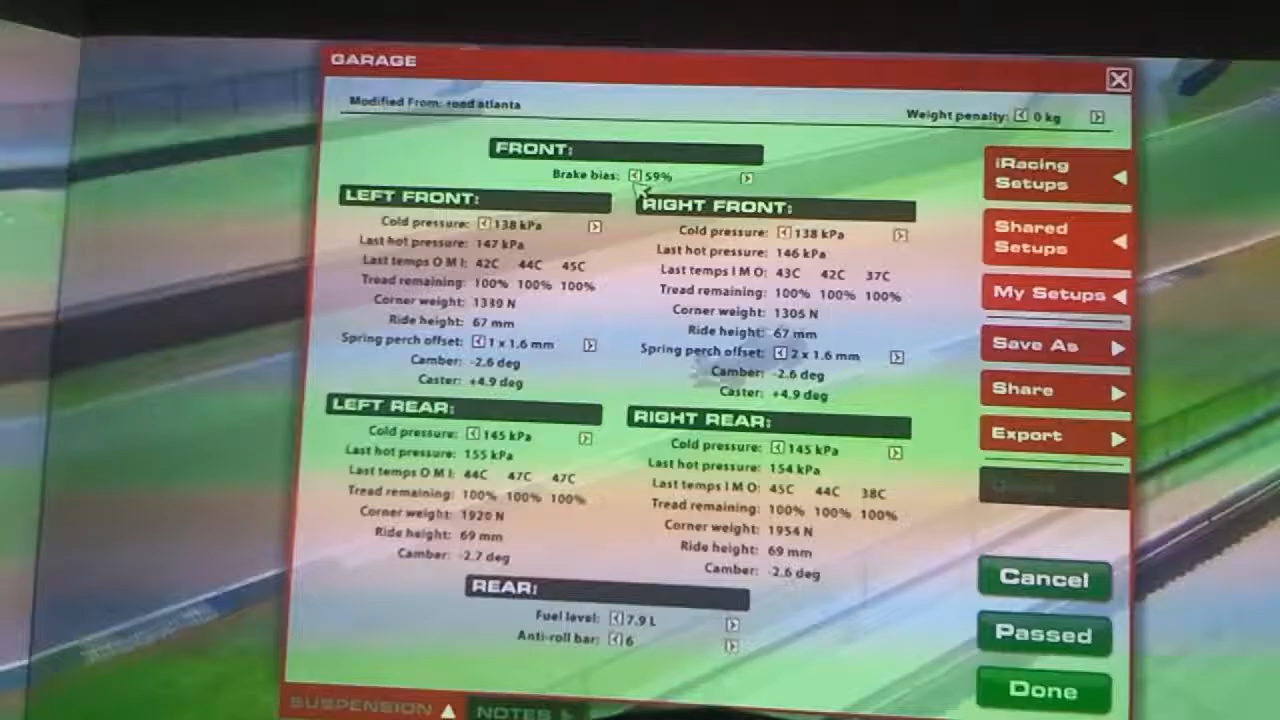 GARAGE
Modified From: road atlanta
Weight penalty: 0 kg
FRONT:
Brake bias: 59%
LEFT FRONT:
Cold pressure: 138 kPa
Last hot pressure: 147 kPa
Last temps O M I: 42C 44C 45C
Tread remaining: 100% 100% 100%
Corner weight: 1339 N
Ride height: 67 mm
Spring perch offset: 1 x 1.6 mm
Camber: -2.6 deg
Caster: +4.9 deg
RIGHT FRONT:
Cold pressure: 138 kPa
Last hot pressure: 146 kPa
Last temps I M O: 43C 42C 37C
Tread remaining: 100% 100% 100%
Corner weight: 1305 N
Ride height: 67 mm
Spring perch offset: 2 x 1.6 mm
Camber: -2.6 deg
Caster: +4.9 deg
LEFT REAR:
Cold pressure: 145 kPa
Last hot pressure: 155 kPa
Last temps O M I: 44C 47C 47C
Tread remaining: 100% 100% 100%
Corner weight: 1920 N
Ride height: 69 mm
Camber: -2.7 deg
RIGHT REAR:
Cold pressure: 145 kPa
Last hot pressure: 154 kPa
Last temps I M O: 45C 44C 38C
Tread remaining: 100% 100% 100%
Corner weight: 1954 N
Ride height: 69 mm
Camber: -2.6 deg
REAR:
Fuel level: 7.9 L
Anti-roll bar: 6
iRacing
Setups
Shared
Setups
My Setups
Save As
Share
Export
Cancel
Passed
Done
SUSPENSION
NOTES